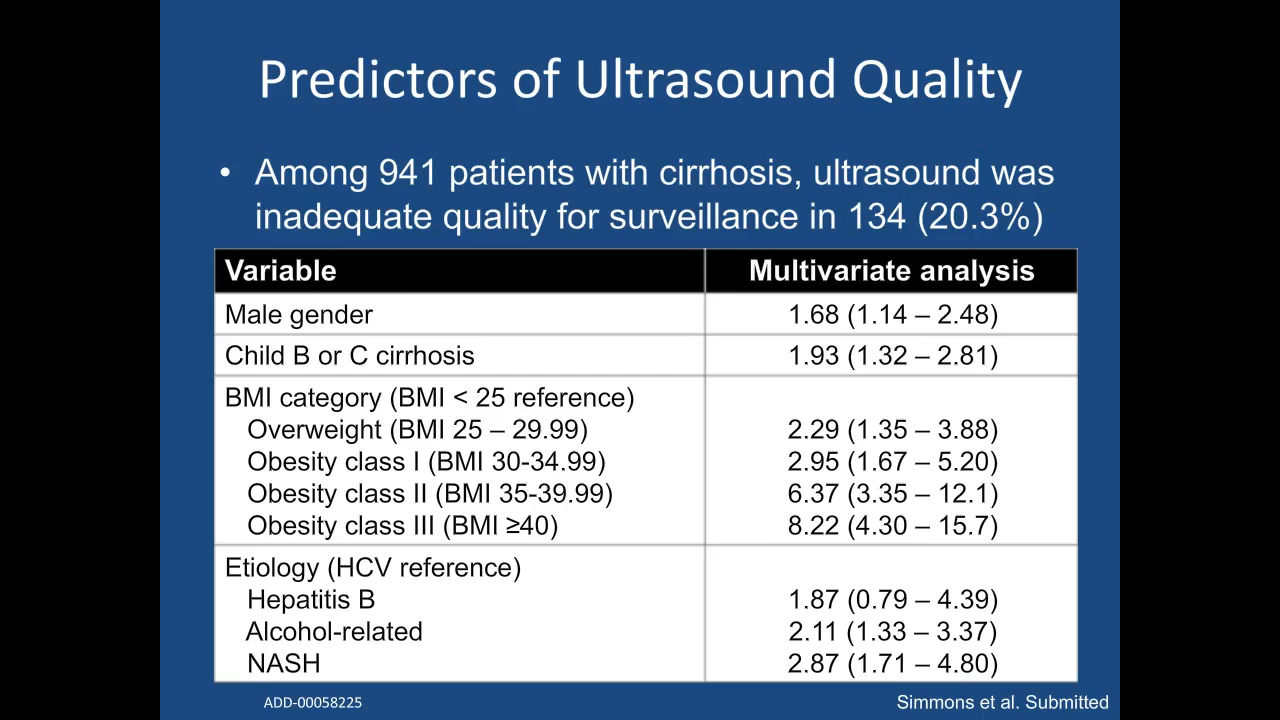 Predictors of Ultrasound Quality
• Among 941 patients with cirrhosis, ultrasound was
inadequate quality for surveillance in 134 (20.3%)
Variable Multivariate analysis
Male gender 1.68 (1.14 – 2.48)
Child B or C cirrhosis 1.93 (1.32 – 2.81)
BMI category (BMI < 25 reference)
Overweight (BMI 25 – 29.99) 2.29 (1.35 – 3.88)
Obesity class I (BMI 30-34.99) 2.95 (1.67 – 5.20)
Obesity class II (BMI 35-39.99) 6.37 (3.35 – 12.1)
Obesity class III (BMI ≥40) 8.22 (4.30 – 15.7)
Etiology (HCV reference)
Hepatitis B 1.87 (0.79 – 4.39)
Alcohol-related 2.11 (1.33 – 3.37)
NASH 2.87 (1.71 – 4.80)
ADD-00058225 Simmons et al. Submitted